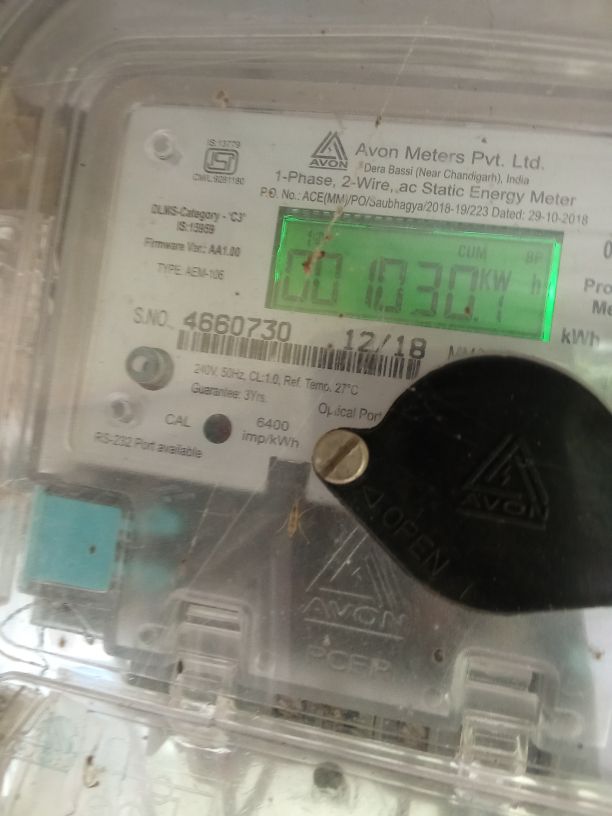 IS:13779
CM/L:9281180
AVON
Avon Meters Pvt. Ltd.
Dera Bassi (Near Chandigarh), India
1-Phase, 2-Wire, ac Static Energy Meter
P.O. No.: ACE(MM)/PO/Saubhagya/2018-19/223 Dated: 29-10-2018
DLMS-Category - 'C3'
IS:15959
Firmware Ver.: AA1.00
TYPE: AEM-106
CUM
001030.1 KW h
Pro
Me
kWh
S.NO. 4660730 12/18
240V, 50Hz, CL:1.0, Ref. Temp. 27°C
Guarantee: 3Yrs.
Optical Port
CAL
6400
imp/kWh
RS-232 Port available
AVON
OPEN
AVON